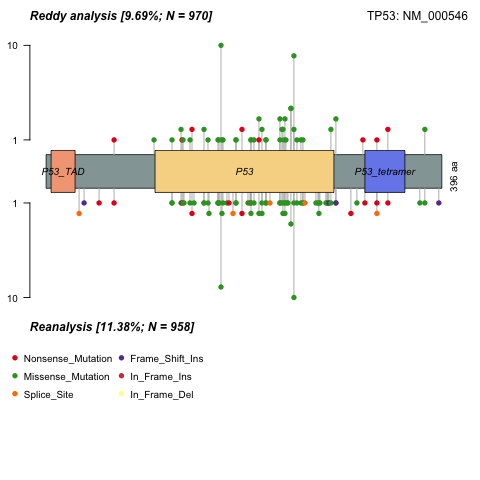 Reddy analysis [9.69%; N = 970]
TP53: NM_000546
10
1
P53_TAD
P53
P53_tetramer
396 aa
1
10
Reanalysis [11.38%; N = 958]
Nonsense_Mutation
Frame_Shift_Ins
Missense_Mutation
In_Frame_Ins
Splice_Site
In_Frame_Del